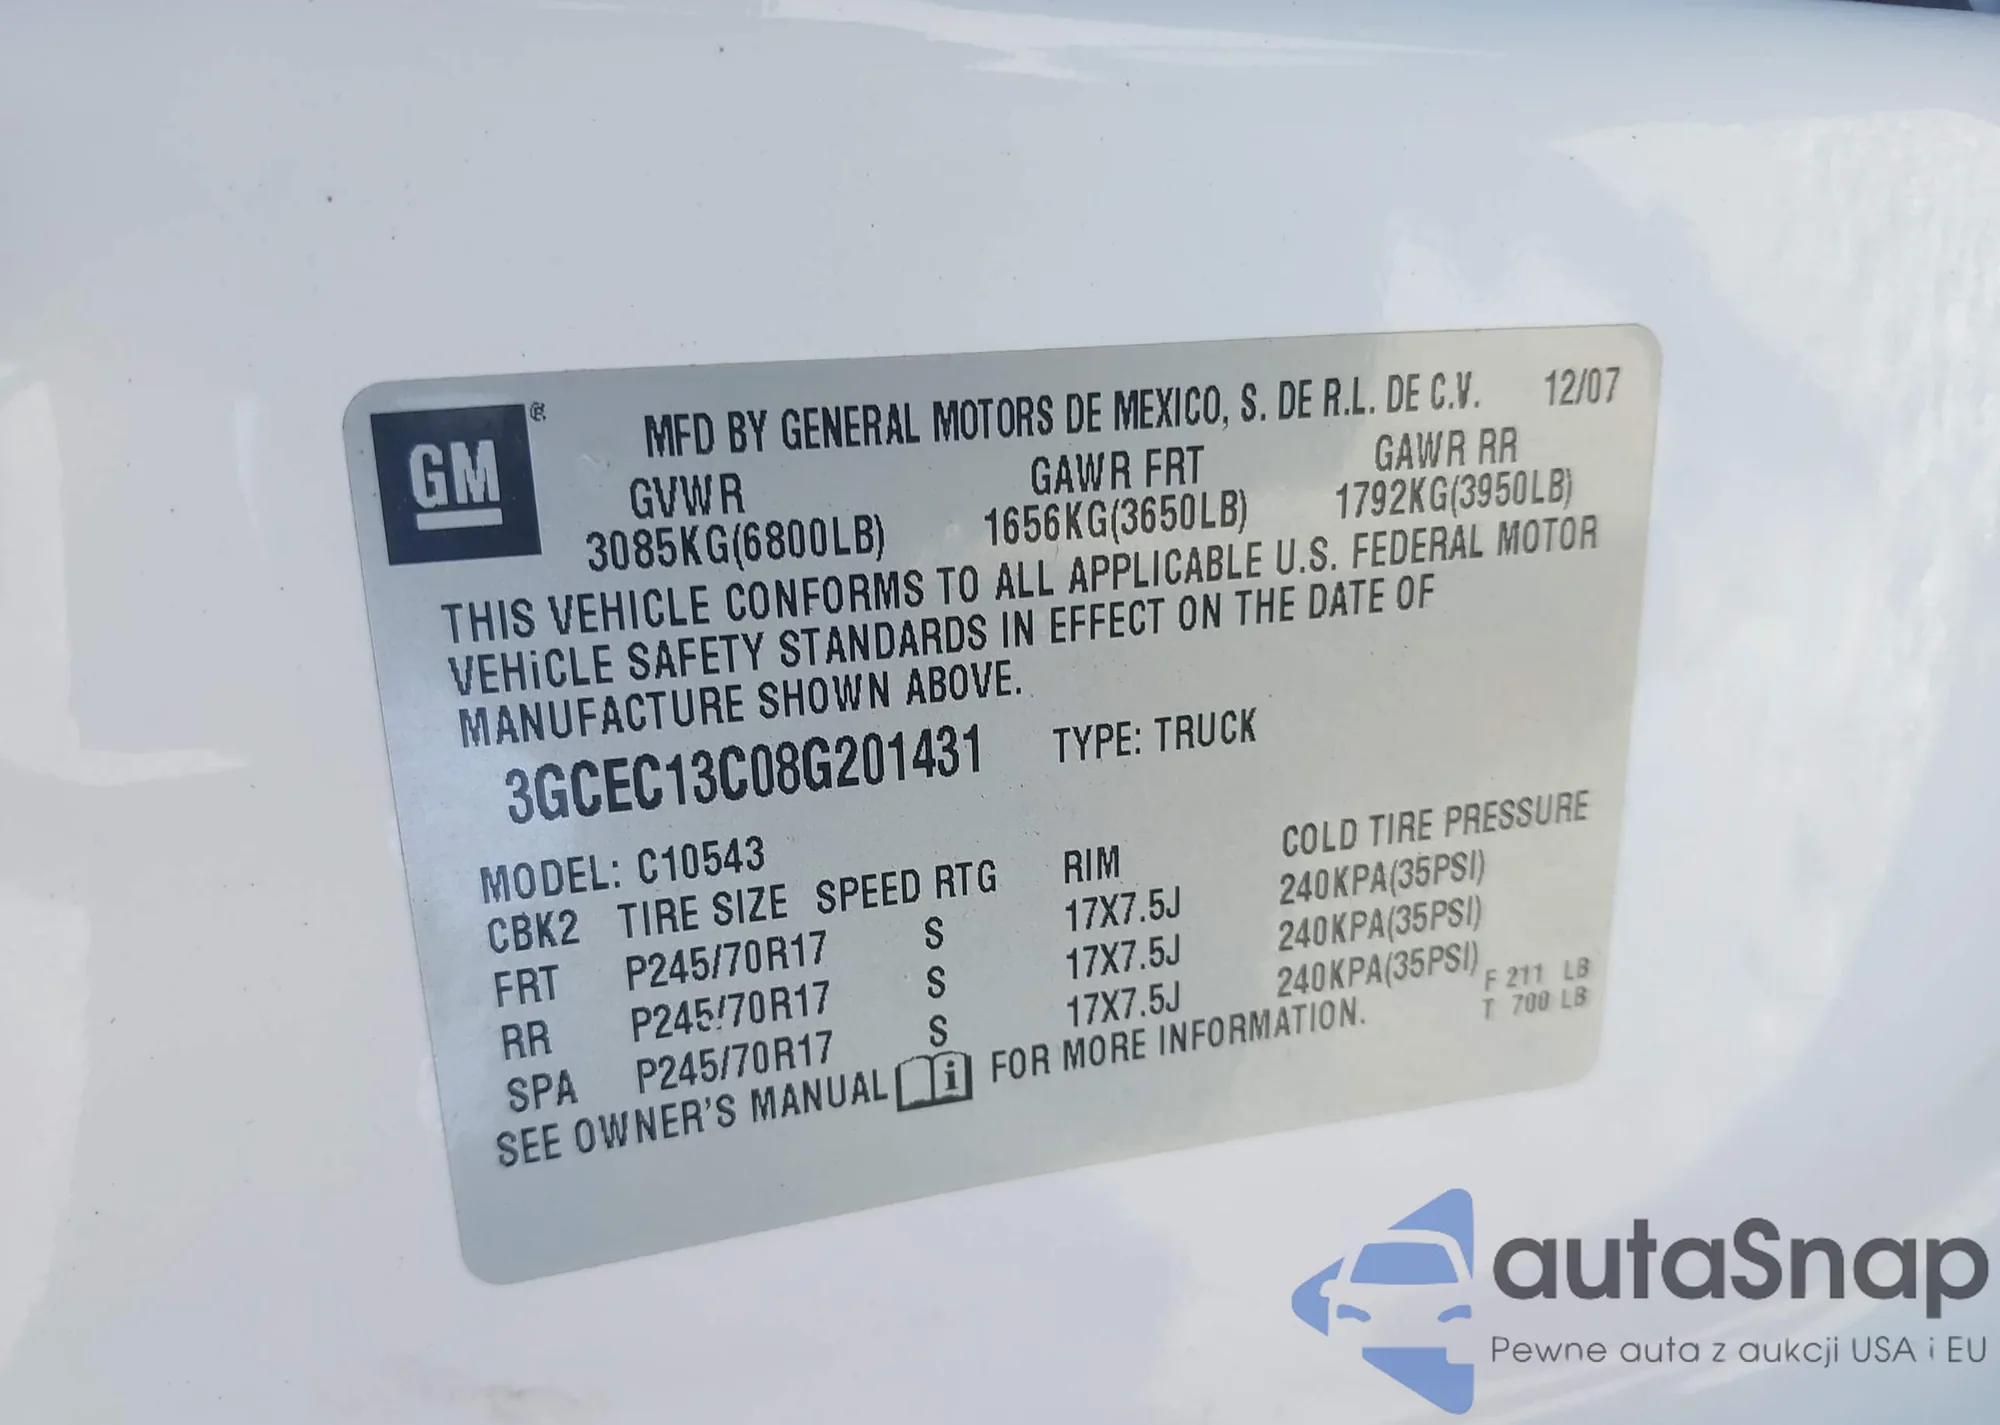 GM ®
MFD BY GENERAL MOTORS DE MEXICO, S. DE R.L. DE C.V. 12/07
GVWR GAWR FRT GAWR RR
3085KG(6800LB) 1656KG(3650LB) 1792KG(3950LB)
THIS VEHICLE CONFORMS TO ALL APPLICABLE U.S. FEDERAL MOTOR
VEHiCLE SAFETY STANDARDS IN EFFECT ON THE DATE OF
MANUFACTURE SHOWN ABOVE.
3GCEC13C08G201431 TYPE: TRUCK
MODEL: C10543
CBK2 TIRE SIZE SPEED RTG RIM COLD TIRE PRESSURE
FRT P245/70R17 S 17X7.5J 240KPA(35PSI)
RR P245/70R17 S 17X7.5J 240KPA(35PSI)
SPA P245/70R17 S 17X7.5J 240KPA(35PSI)
SEE OWNER'S MANUAL i FOR MORE INFORMATION.
F 211 LB
T 700 LB
autaSnap
Pewne auta z aukcji USA i EU